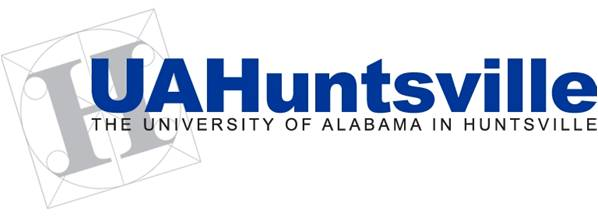 H
UAHuntsville
THE UNIVERSITY OF ALABAMA IN HUNTSVILLE